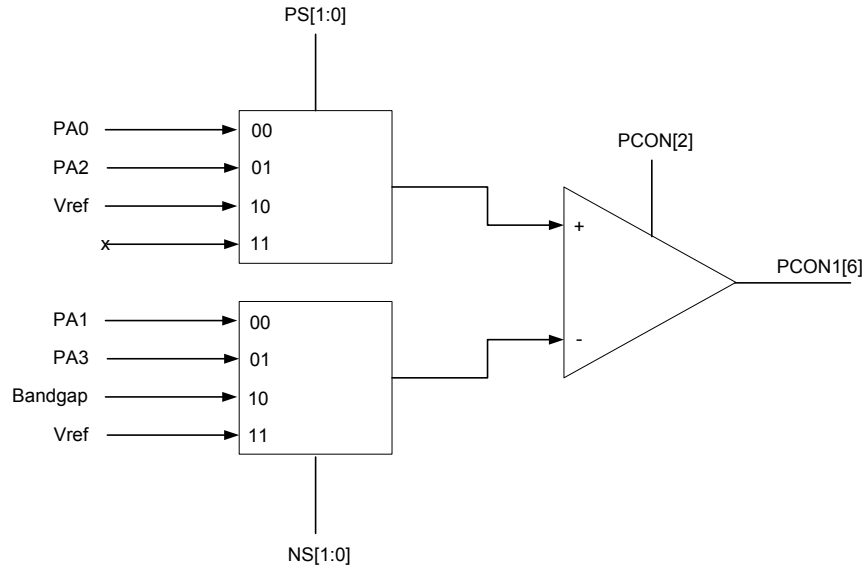 PS[1:0]
PA0
00
PA2
01
Vref
10
x
11
PCON[2]
+
-
PCON1[6]
PA1
00
PA3
01
Bandgap
10
Vref
11
NS[1:0]